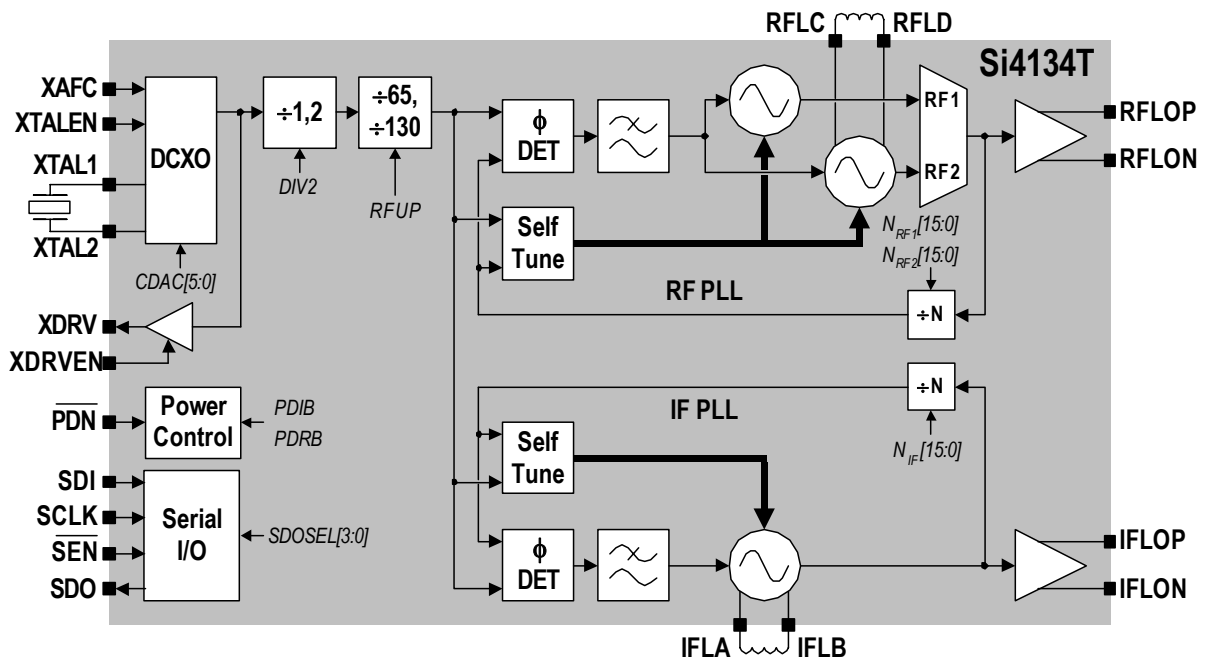 RFLC
RFLD
Si4134T
XAFC
XTALEN
XTAL1
XTAL2
DCXO
÷1,2
÷65,
÷130
DIV2
RFUP
CDAC[5:0]
ϕ
DET
Self
Tune
RF1
RF2
RFLOP
RFLON
N_RF1[15:0]
N_RF2[15:0]
RF PLL
÷N
XDRV
XDRVEN
PDN
Power
Control
PDIB
PDRB
IF PLL
÷N
N_IF[15:0]
Self
Tune
SDI
SCLK
SEN
SDO
Serial
I/O
SDOSEL[3:0]
ϕ
DET
IFLOP
IFLON
IFLA
IFLB